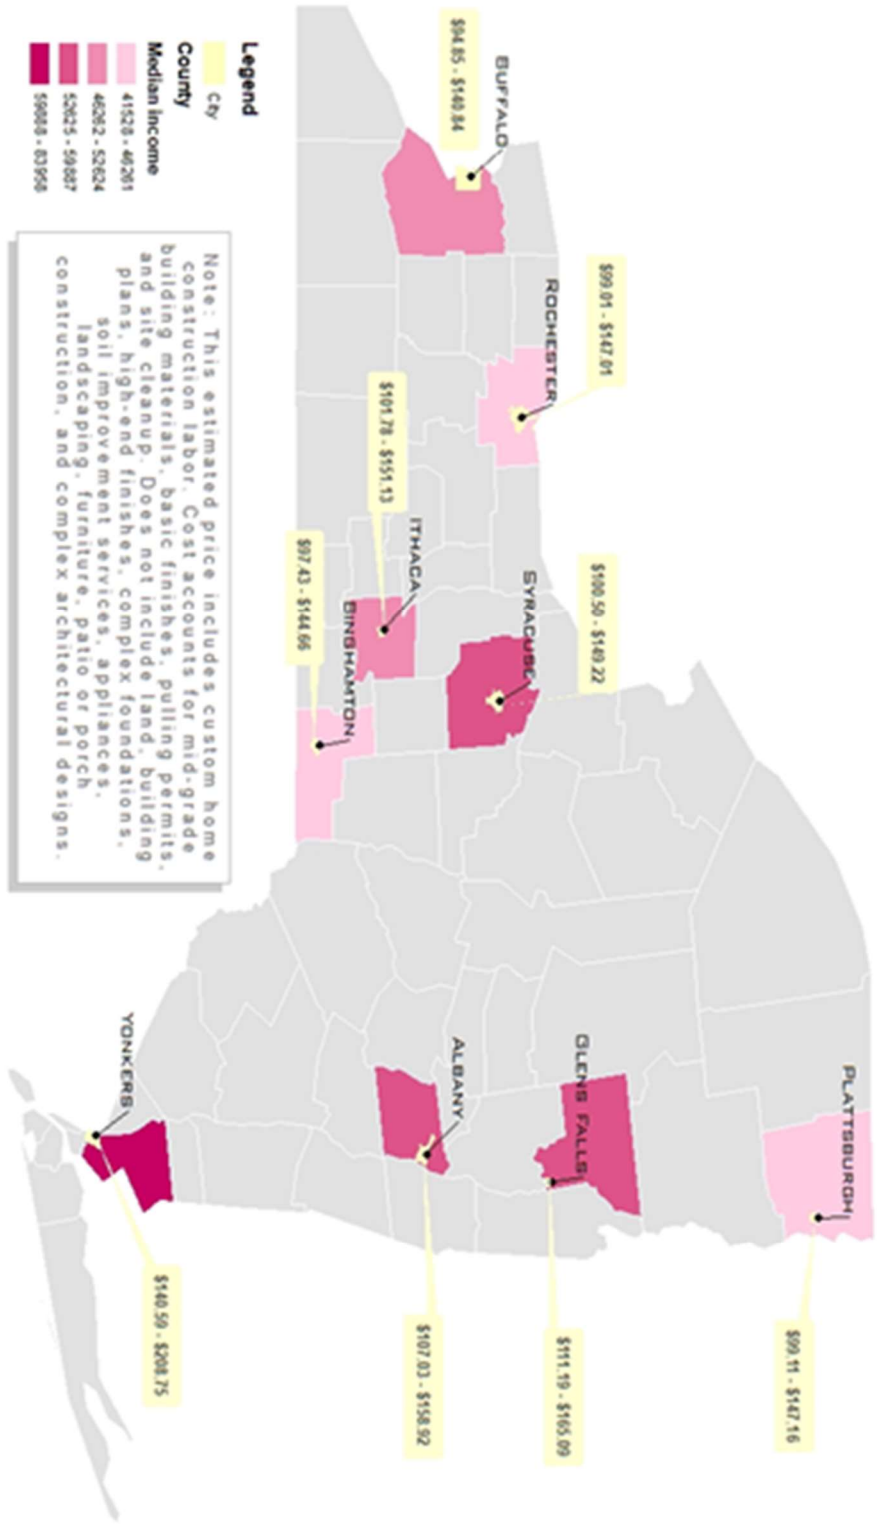 PLATTSBURGH
$99.11 - $147.16
$99.01 - $147.01
ROCHESTER
$100.50 - $149.22
SYRACUSE
GLENS FALLS
$111.19 - $165.09
BUFFALO
$94.85 - $140.84
$101.78 - $151.13
ITHACA
ALBANY
$107.03 - $158.92
BINGHAMTON
$97.43 - $144.66
YONKERS
$140.59 - $208.75
Legend
City
County
Median income
41528 - 46261
46262 - 52624
52625 - 59887
59888 - 83958
Note: This estimated price includes custom home
construction labor. Cost accounts for mid-grade
building materials, basic finishes, pulling permits,
and site cleanup. Does not include land, building
plans, high-end finishes, complex foundations,
soil improvement services, appliances,
landscaping, furniture, patio or porch
construction, and complex architectural designs.